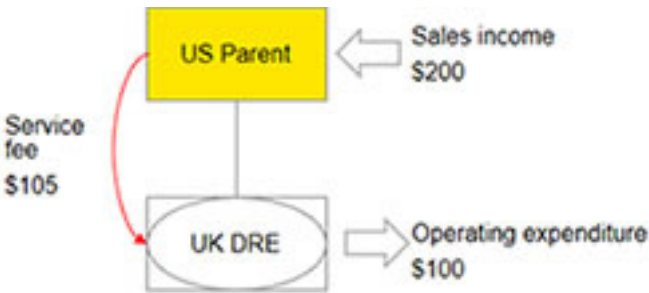 US Parent
Sales income
$200
Service
fee
$105
UK DRE
Operating expenditure
$100